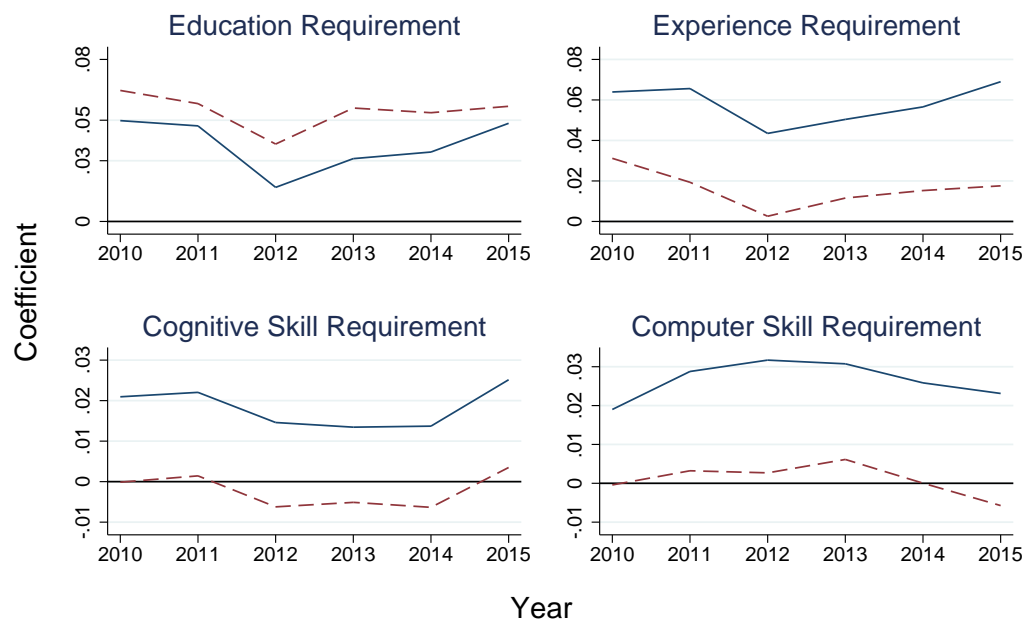 Education Requirement
.08
.05
.03
0
2010 2011 2012 2013 2014 2015
Experience Requirement
.08
.06
.04
.02
0
2010 2011 2012 2013 2014 2015
Coefficient
Cognitive Skill Requirement
.03
.02
.01
0
-.01
2010 2011 2012 2013 2014 2015
Computer Skill Requirement
.03
.02
.01
0
-.01
2010 2011 2012 2013 2014 2015
Year